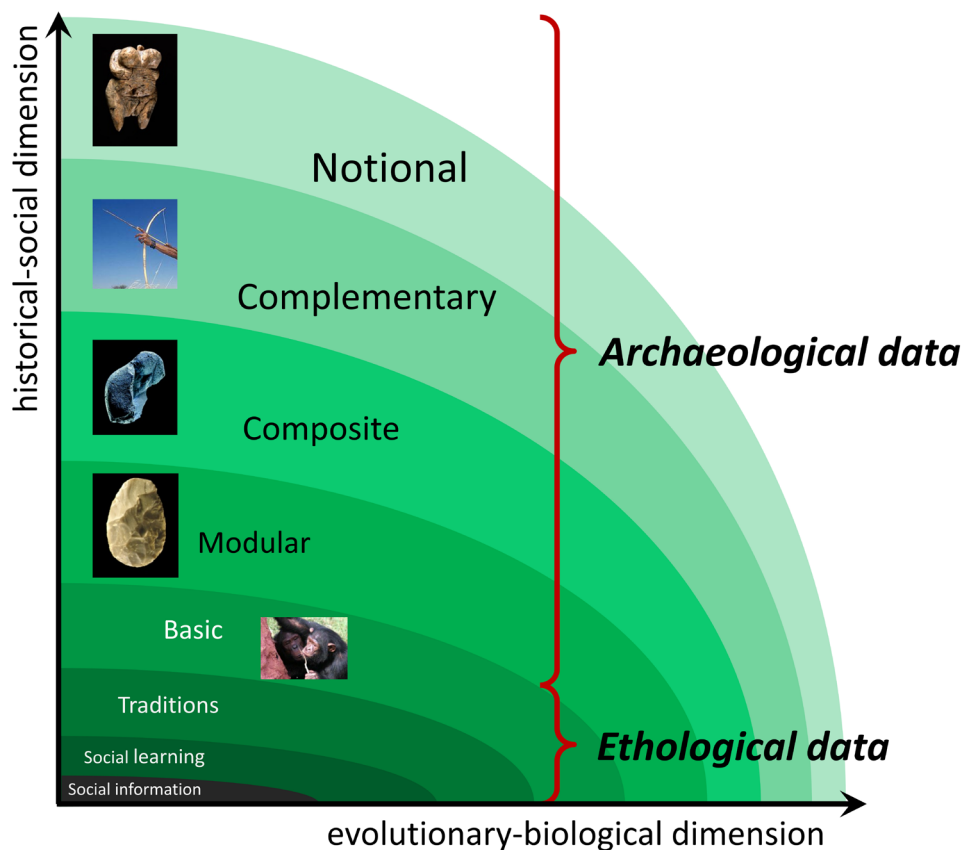 historical-social dimension
Notional
Complementary
Archaeological data
Composite
Modular
Basic
Traditions
Ethological data
Social learning
Social information
evolutionary-biological dimension